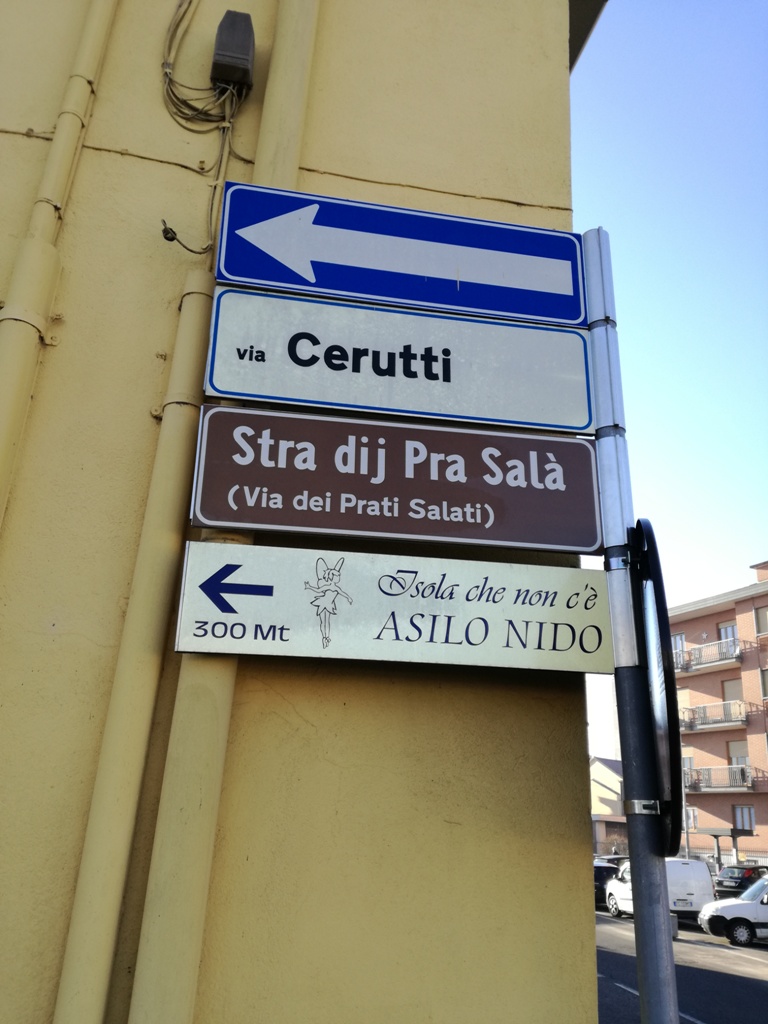 via Cerutti
Stra dij Pra Salà
(Via dei Prati Salati)
Isola che non c'è
300 Mt ASILO NIDO